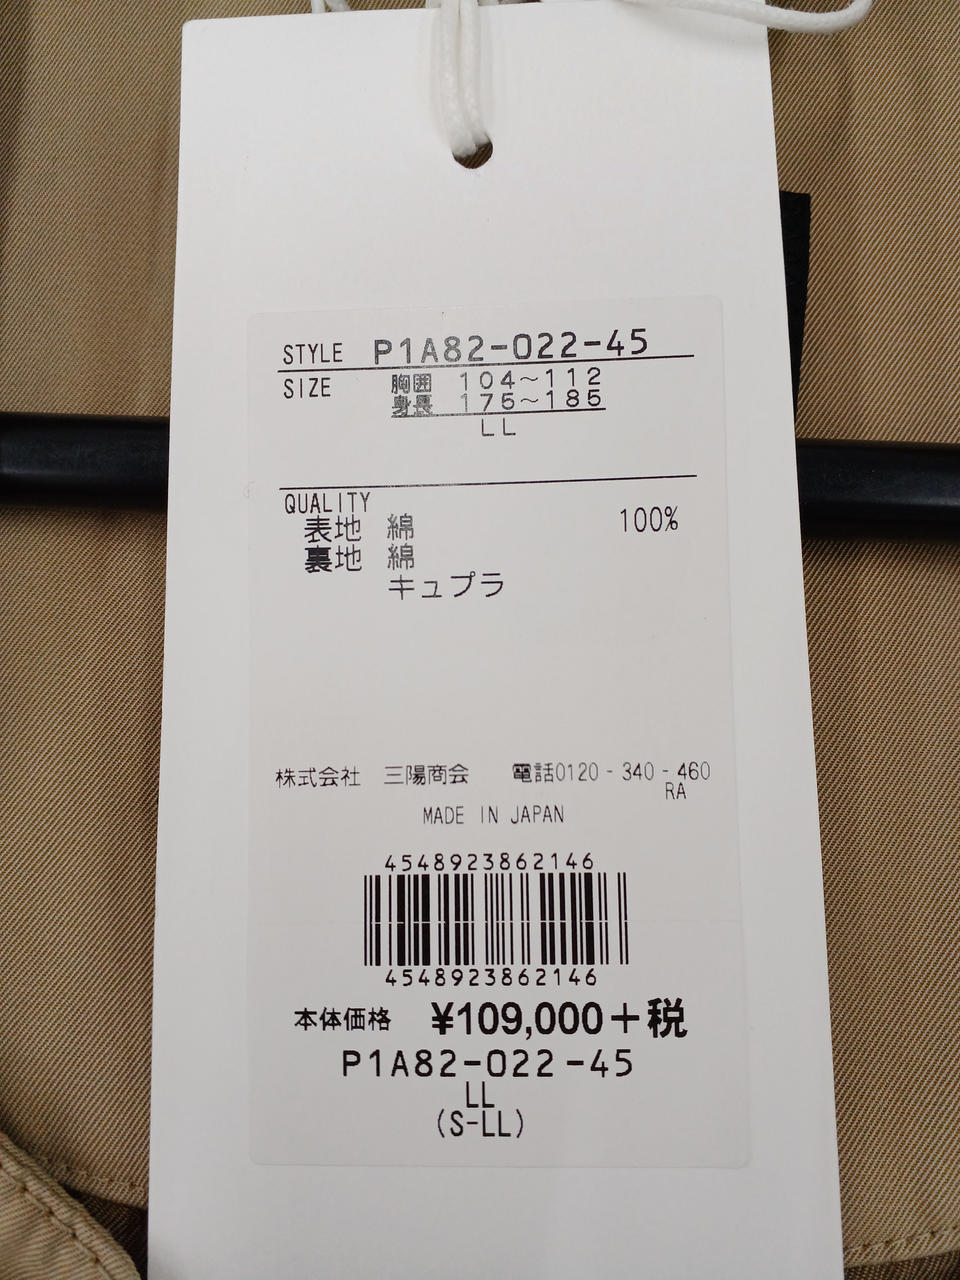 STYLE P1A82-022-45
SIZE 胸囲 104~112
身長 175~185
LL
QUALITY
表地 綿 100%
裏地 綿
キュプラ
株式会社 三陽商会 電話0120-340-460
RA
MADE IN JAPAN
4548923862146
4548923862146
本体価格 ¥109,000+税
P1A82-022-45
LL
(S-LL)